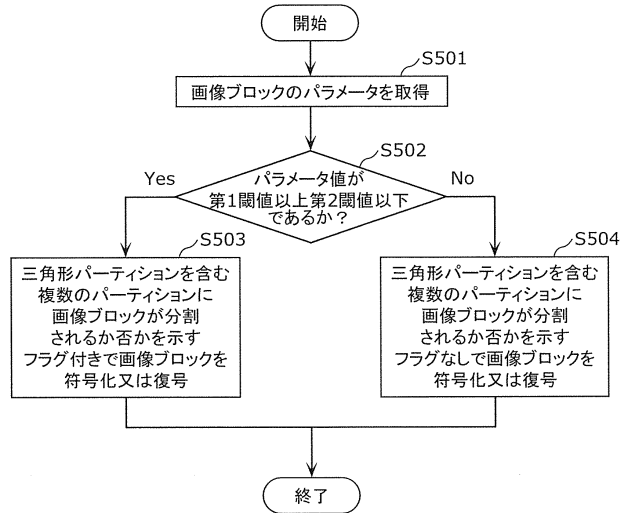 開始
S501
画像ブロックのパラメータを取得
S502
Yes
No
パラメータ値が
第1閾値以上第2閾値以下
であるか？
S503
三角形パーティションを含む
複数のパーティションに
画像ブロックが分割
されるか否かを示す
フラグ付きで画像ブロックを
符号化又は復号
S504
三角形パーティションを含む
複数のパーティションに
画像ブロックが分割
されるか否かを示す
フラグなしで画像ブロックを
符号化又は復号
終了